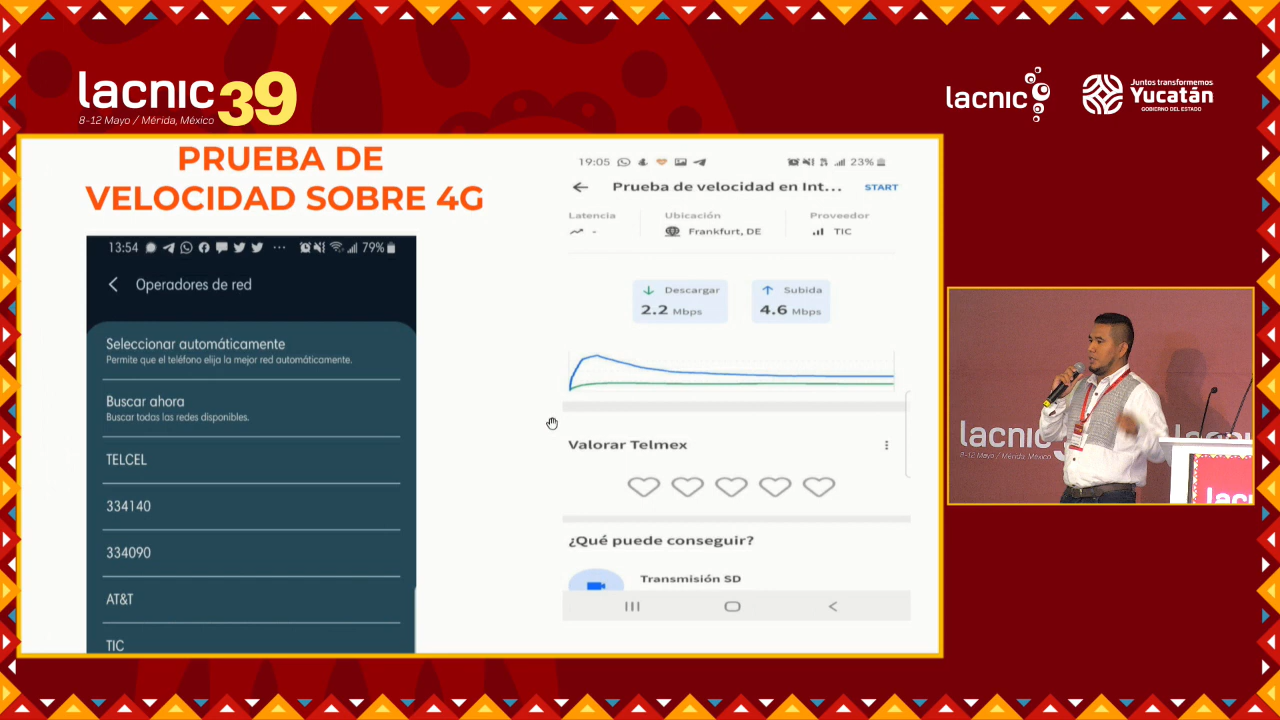 lacnic 39
8-12 Mayo / Mérida, México
lacnic
Juntos transformemos
Yucatán
GOBIERNO DEL ESTADO
PRUEBA DE
VELOCIDAD SOBRE 4G
13:54
79%
Operadores de red
Seleccionar automáticamente
Permite que el teléfono elija la mejor red automáticamente.
Buscar ahora
Buscar todas las redes disponibles.
TELCEL
334140
334090
AT&T
TIC
19:05
23%
Prueba de velocidad en Int...
START
Latencia
Ubicación
Proveedor
-
Frankfurt, DE
TIC
Descargar
Subida
2.2 Mbps
4.6 Mbps
Valorar Telmex
¿Qué puede conseguir?
Transmisión SD
lacnic
8-12 Mayo / Mérida, México
lacn